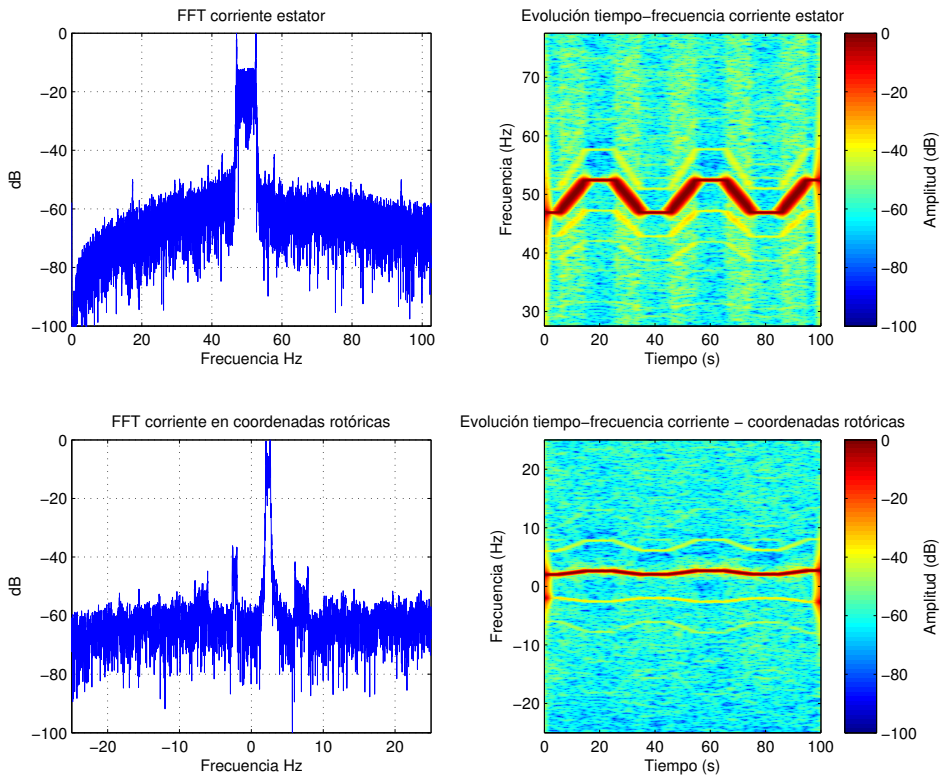 FFT corriente estator
0
−20
−40
−60
−80
−100
dB
0 20 40 60 80 100
Frecuencia Hz
Evolución tiempo−frecuencia corriente estator
70
60
50
40
30
Frecuencia (Hz)
0 20 40 60 80 100
Tiempo (s)
0
−20
−40
−60
−80
−100
Amplitud (dB)
FFT corriente en coordenadas rotóricas
0
−20
−40
−60
−80
−100
dB
−20 −10 0 10 20
Frecuencia Hz
Evolución tiempo−frecuencia corriente − coordenadas rotóricas
20
10
0
−10
−20
Frecuencia (Hz)
0 20 40 60 80 100
Tiempo (s)
0
−20
−40
−60
−80
−100
Amplitud (dB)